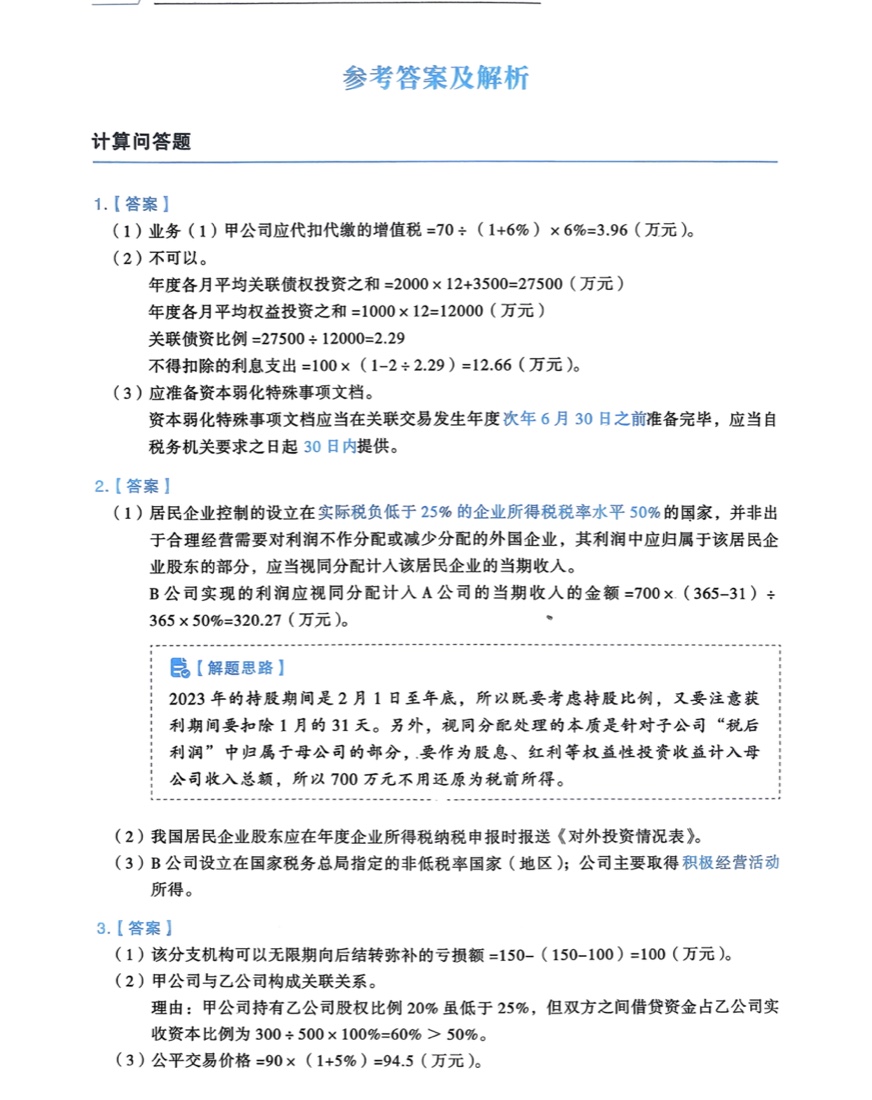 参考答案及解析
计算问答题
1.【答案】
（1）业务（1）甲公司应代扣代缴的增值税 =70÷（1+6%）×6%=3.96（万元）。
（2）不可以。
年度各月平均关联债权投资之和 =2000×12+3500=27500（万元）
年度各月平均权益投资之和 =1000×12=12000（万元）
关联债资比例 =27500÷12000=2.29
不得扣除的利息支出 =100×（1-2÷2.29）=12.66（万元）。
（3）应准备资本弱化特殊事项文档。
资本弱化特殊事项文档应当在关联交易发生年度次年 6 月 30 日之前准备完毕，应当自
税务机关要求之日起 30 日内提供。
2.【答案】
（1）居民企业控制的设立在实际税负低于 25% 的企业所得税税率水平 50% 的国家，并非出
于合理经营需要对利润不作分配或减少分配的外国企业，其利润中应归属于该居民企
业股东的部分，应当视同分配计入该居民企业的当期收入。
B 公司实现的利润应视同分配计入 A 公司的当期收入的金额 =700×（365-31）÷
365×50%=320.27（万元）。
【解题思路】
2023 年的持股期间是 2 月 1 日至年底，所以既要考虑持股比例，又要注意获
利期间要扣除 1 月的 31 天。另外，视同分配处理的本质是针对子公司“税后
利润”中归属于母公司的部分，要作为股息、红利等权益性投资收益计入母
公司收入总额，所以 700 万元不用还原为税前所得。
（2）我国居民企业股东应在年度企业所得税纳税申报时报送《对外投资情况表》。
（3）B 公司设立在国家税务总局指定的非低税率国家（地区）；公司主要取得积极经营活动
所得。
3.【答案】
（1）该分支机构可以无限期向后结转弥补的亏损额 =150-（150-100）=100（万元）。
（2）甲公司与乙公司构成关联关系。
理由：甲公司持有乙公司股权比例 20% 虽低于 25%，但双方之间借贷资金占乙公司实
收资本比例为 300÷500×100%=60% ＞ 50%。
（3）公平交易价格 =90×（1+5%）=94.5（万元）。